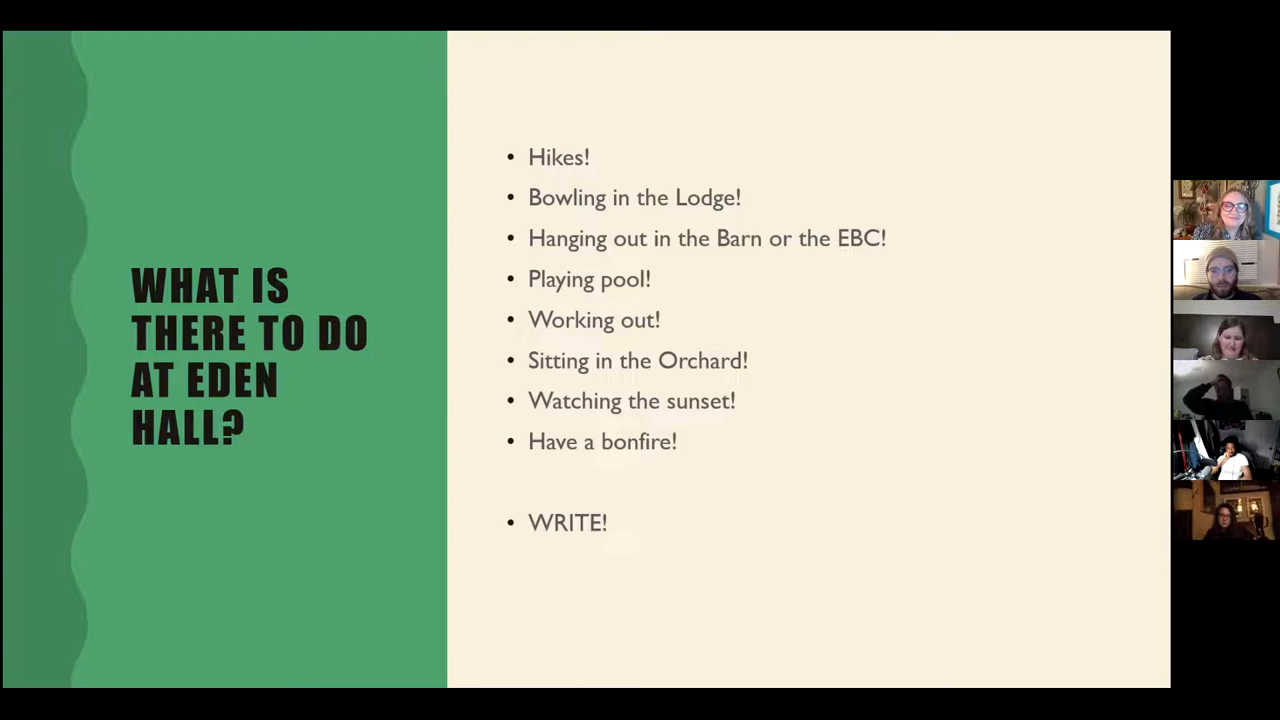 WHAT IS
THERE TO DO
AT EDEN
HALL?
• Hikes!
• Bowling in the Lodge!
• Hanging out in the Barn or the EBC!
• Playing pool!
• Working out!
• Sitting in the Orchard!
• Watching the sunset!
• Have a bonfire!
• WRITE!